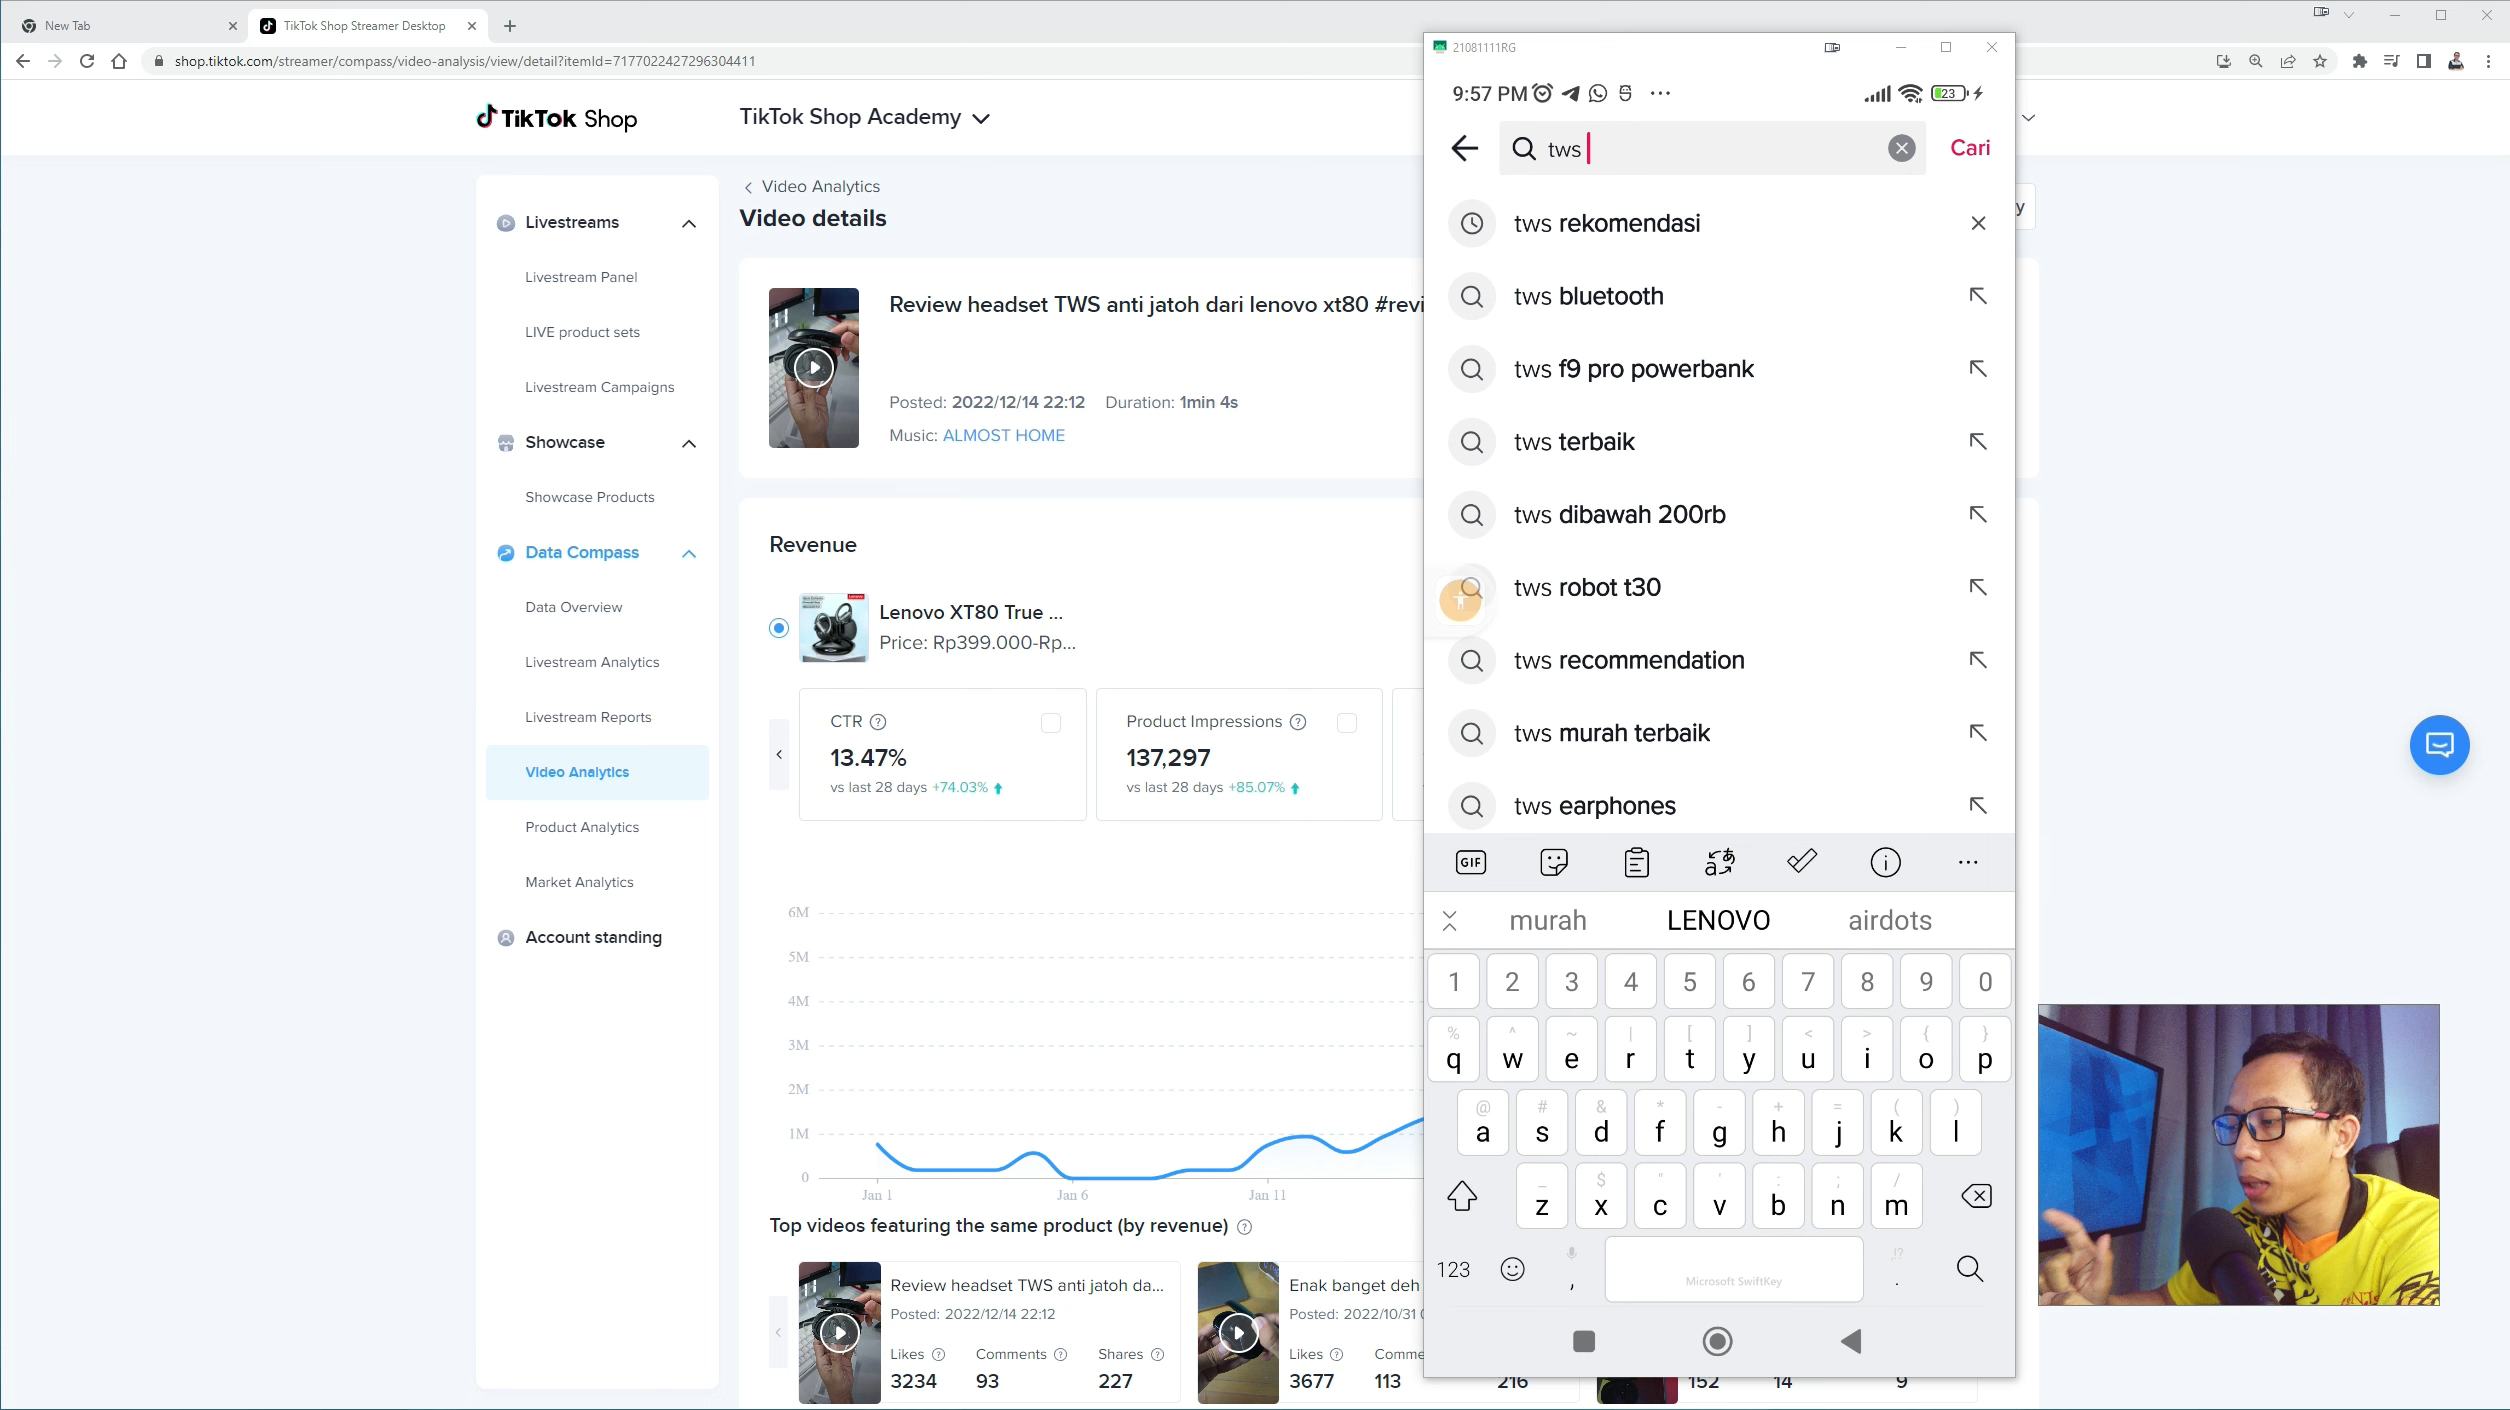 New Tab
TikTok Shop Streamer Desktop
shop.tiktok.com/streamer/compass/video-analysis/view/detail?itemId=7177022427296304411
TikTok Shop
TikTok Shop Academy
Livestreams
Livestream Panel
LIVE product sets
Livestream Campaigns
Showcase
Showcase Products
Data Compass
Data Overview
Livestream Analytics
Livestream Reports
Video Analytics
Product Analytics
Market Analytics
Account standing
Video Analytics
Video details
y
Review headset TWS anti jatoh dari lenovo xt80 #revi
Posted: 2022/12/14 22:12 Duration: 1min 4s
Music: ALMOST HOME
Revenue
Lenovo XT80 True ...
Price: Rp399.000-Rp...
CTR
13.47%
vs last 28 days +74.03%
Product Impressions
137,297
vs last 28 days +85.07%
6M
5M
4M
3M
2M
1M
0
Jan 1
Jan 6
Jan 11
Top videos featuring the same product (by revenue)
Review headset TWS anti jatoh da...
Posted: 2022/12/14 22:12
Likes Comments Shares
3234 93 227
Enak banget deh
Posted: 2022/10/31
Likes Comme
3677 113 216
152 14 9
21081111RG
9:57 PM
23
tws
Cari
tws rekomendasi
tws bluetooth
tws f9 pro powerbank
tws terbaik
tws dibawah 200rb
tws robot t30
tws recommendation
tws murah terbaik
tws earphones
GIF
murah LENOVO airdots
1 2 3 4 5 6 7 8 9 0
% ^ ~ | [ ] < > { }
q w e r t y u i o p
@ # & * - + = ( )
a s d f g h j k l
_ $ " ' : ; /
z x c v b n m
123 , Microsoft SwiftKey !? .